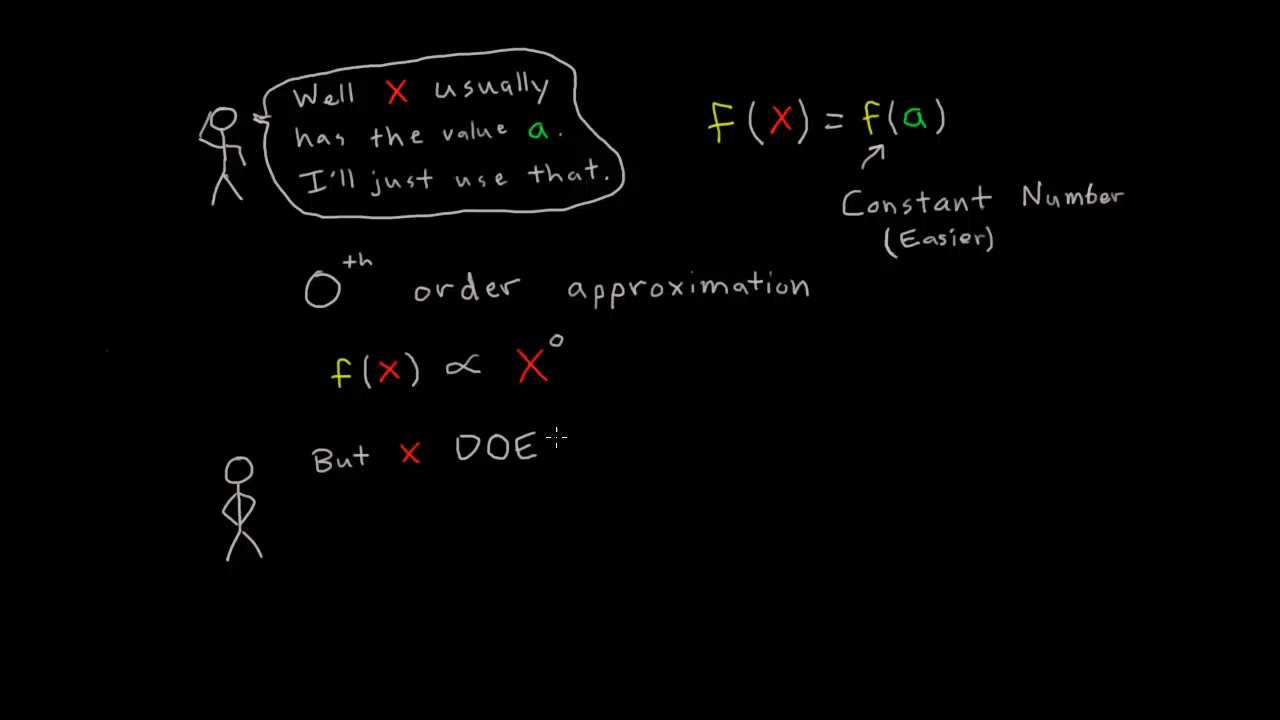 Well X usually
has the value a.
I'll just use that.
f(x) = f(a)
Constant Number
(Easier)
0th order approximation
f(x) ∝ X⁰
But x DOE